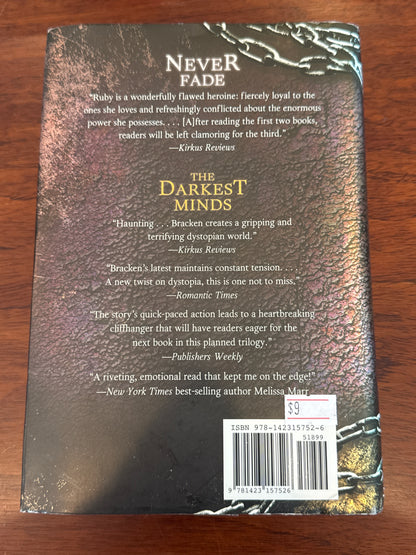 NEVER
FADE
"Ruby is a wonderfully flawed heroine: fiercely loyal to the
ones she loves and refreshingly conflicted about the enormous
power she possesses. . . . [A]fter reading the first two books,
readers will be left clamoring for the third."
—Kirkus Reviews
THE
DARKEST
MINDS
"Haunting . . . Bracken creates a gripping and
terrifying dystopian world."
—Kirkus Reviews
"Bracken's latest maintains constant tension. . . .
A new twist on dystopia, this is one not to miss."
—Romantic Times
"The story's quick-paced action leads to a heartbreaking
cliffhanger that will have readers eager for the
next book in this planned trilogy."
—Publishers Weekly
"A riveting, emotional read that kept me on the edge!"
—New York Times best-selling author Melissa Marr
$9
ISBN 978-142315752-6
51899
9 781423 157526